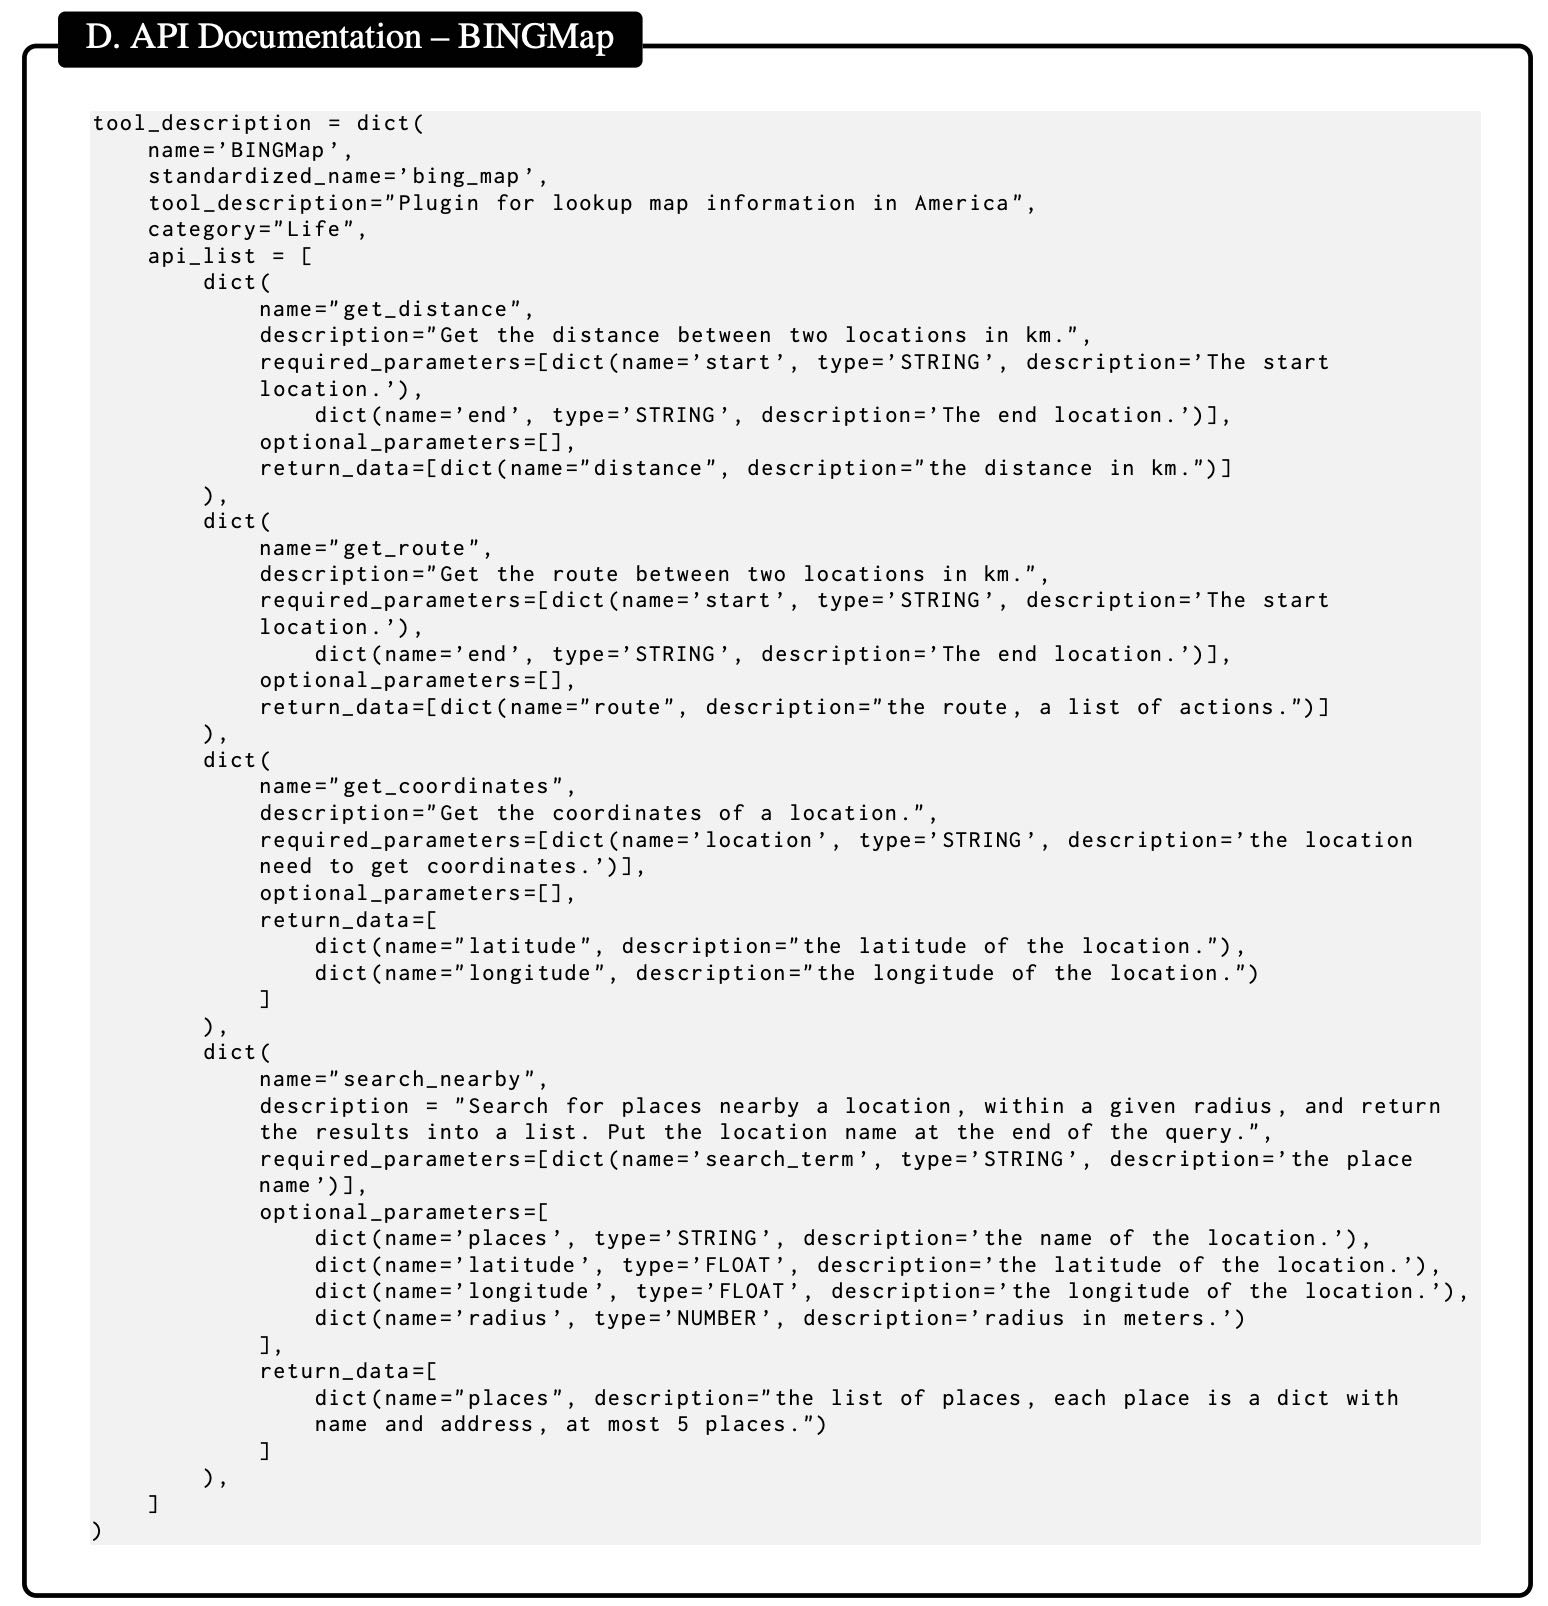 D. API Documentation – BINGMap
tool_description = dict(
    name=’BINGMap’,
    standardized_name=’bing_map’,
    tool_description="Plugin for lookup map information in America",
    category="Life",
    api_list = [
        dict(
            name="get_distance",
            description="Get the distance between two locations in km.",
            required_parameters=[dict(name=’start’, type=’STRING’, description=’The start
            location.’),
                dict(name=’end’, type=’STRING’, description=’The end location.’)],
            optional_parameters=[],
            return_data=[dict(name="distance", description="the distance in km.")]
        ),
        dict(
            name="get_route",
            description="Get the route between two locations in km.",
            required_parameters=[dict(name=’start’, type=’STRING’, description=’The start
            location.’),
                dict(name=’end’, type=’STRING’, description=’The end location.’)],
            optional_parameters=[],
            return_data=[dict(name="route", description="the route, a list of actions.")]
        ),
        dict(
            name="get_coordinates",
            description="Get the coordinates of a location.",
            required_parameters=[dict(name=’location’, type=’STRING’, description=’the location
            need to get coordinates.’)],
            optional_parameters=[],
            return_data=[
                dict(name="latitude", description="the latitude of the location."),
                dict(name="longitude", description="the longitude of the location.")
            ]
        ),
        dict(
            name="search_nearby",
            description = "Search for places nearby a location, within a given radius, and return
            the results into a list. Put the location name at the end of the query.",
            required_parameters=[dict(name=’search_term’, type=’STRING’, description=’the place
            name’)],
            optional_parameters=[
                dict(name=’places’, type=’STRING’, description=’the name of the location.’),
                dict(name=’latitude’, type=’FLOAT’, description=’the latitude of the location.’),
                dict(name=’longitude’, type=’FLOAT’, description=’the longitude of the location.’),
                dict(name=’radius’, type=’NUMBER’, description=’radius in meters.’)
            ],
            return_data=[
                dict(name="places", description="the list of places, each place is a dict with
                name and address, at most 5 places.")
            ]
        ),
    ]
)